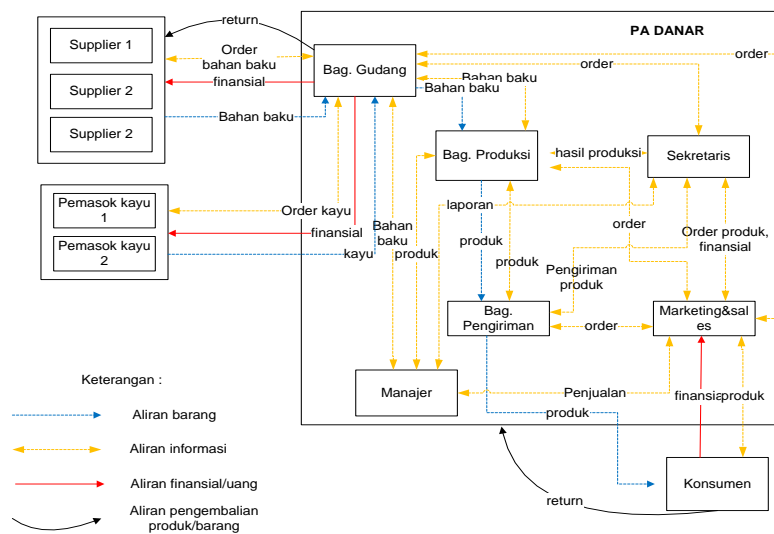 return
PA DANAR
Supplier 1
Supplier 2
Supplier 2
Order
bahan baku
finansial
Bahan baku
Bag. Gudang
order
order
Bahan baku
Bahan baku
Bag. Produksi
hasil produksi
Sekretaris
Pemasok kayu
1
Pemasok kayu
2
Order kayu
finansial
kayu
Bahan
baku
produk
laporan
produk
produk
order
Order produk,
finansial
Pengiriman
produk
Bag.
Pengiriman
order
Marketing&sal
es
Manajer
Penjualan
finansial
produk
produk
Konsumen
return
Keterangan :
Aliran barang
Aliran informasi
Aliran finansial/uang
Aliran pengembalian
produk/barang